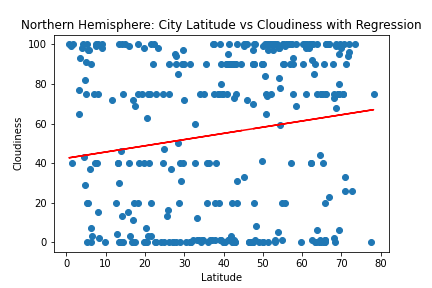 Northern Hemisphere: City Latitude vs Cloudiness with Regression
100
80
60
40
20
0
Cloudiness
0 10 20 30 40 50 60 70 80
Latitude